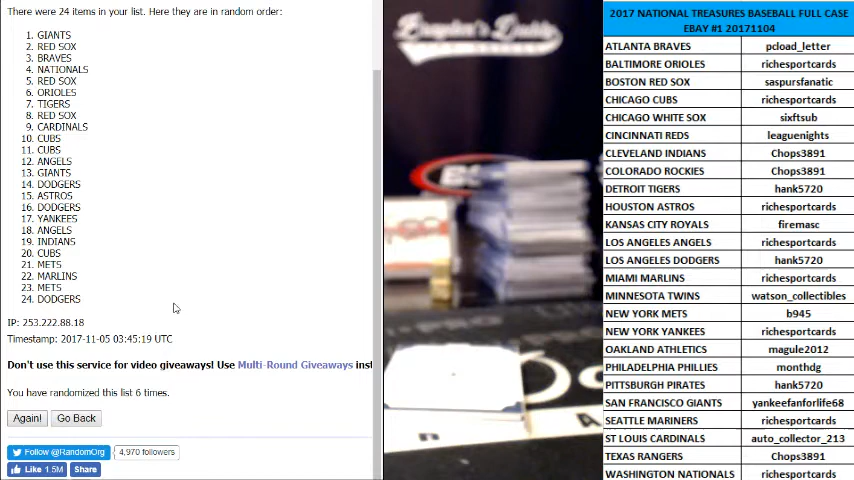 There were 24 items in your list. Here they are in random order:
1. GIANTS
2. RED SOX
3. BRAVES
4. NATIONALS
5. RED SOX
6. ORIOLES
7. TIGERS
8. RED SOX
9. CARDINALS
10. CUBS
11. CUBS
12. ANGELS
13. GIANTS
14. DODGERS
15. ASTROS
16. DODGERS
17. YANKEES
18. ANGELS
19. INDIANS
20. CUBS
21. METS
22. MARLINS
23. METS
24. DODGERS
IP: 253.222.88.18
Timestamp: 2017-11-05 03:45:19 UTC
Don't use this service for video giveaways! Use Multi-Round Giveaways inst
You have randomized this list 6 times.
Again! Go Back
Follow @RandomOrg 4,970 followers
Like 1.5M Share
Brayden's Daddy
2017 NATIONAL TREASURES BASEBALL FULL CASE
EBAY #1 20171104
ATLANTA BRAVES pcload_letter
BALTIMORE ORIOLES richesportcards
BOSTON RED SOX saspursfanatic
CHICAGO CUBS richesportcards
CHICAGO WHITE SOX sixftsub
CINCINNATI REDS leaguenights
CLEVELAND INDIANS Chops3891
COLORADO ROCKIES Chops3891
DETROIT TIGERS hank5720
HOUSTON ASTROS richesportcards
KANSAS CITY ROYALS firemasc
LOS ANGELES ANGELS richesportcards
LOS ANGELES DODGERS hank5720
MIAMI MARLINS richesportcards
MINNESOTA TWINS watson_collectibles
NEW YORK METS b945
NEW YORK YANKEES richesportcards
OAKLAND ATHLETICS magule2012
PHILADELPHIA PHILLIES monthdg
PITTSBURGH PIRATES hank5720
SAN FRANCISCO GIANTS yankeefanforlife68
SEATTLE MARINERS richesportcards
ST LOUIS CARDINALS auto_collector_213
TEXAS RANGERS Chops3891
WASHINGTON NATIONALS richesportcards